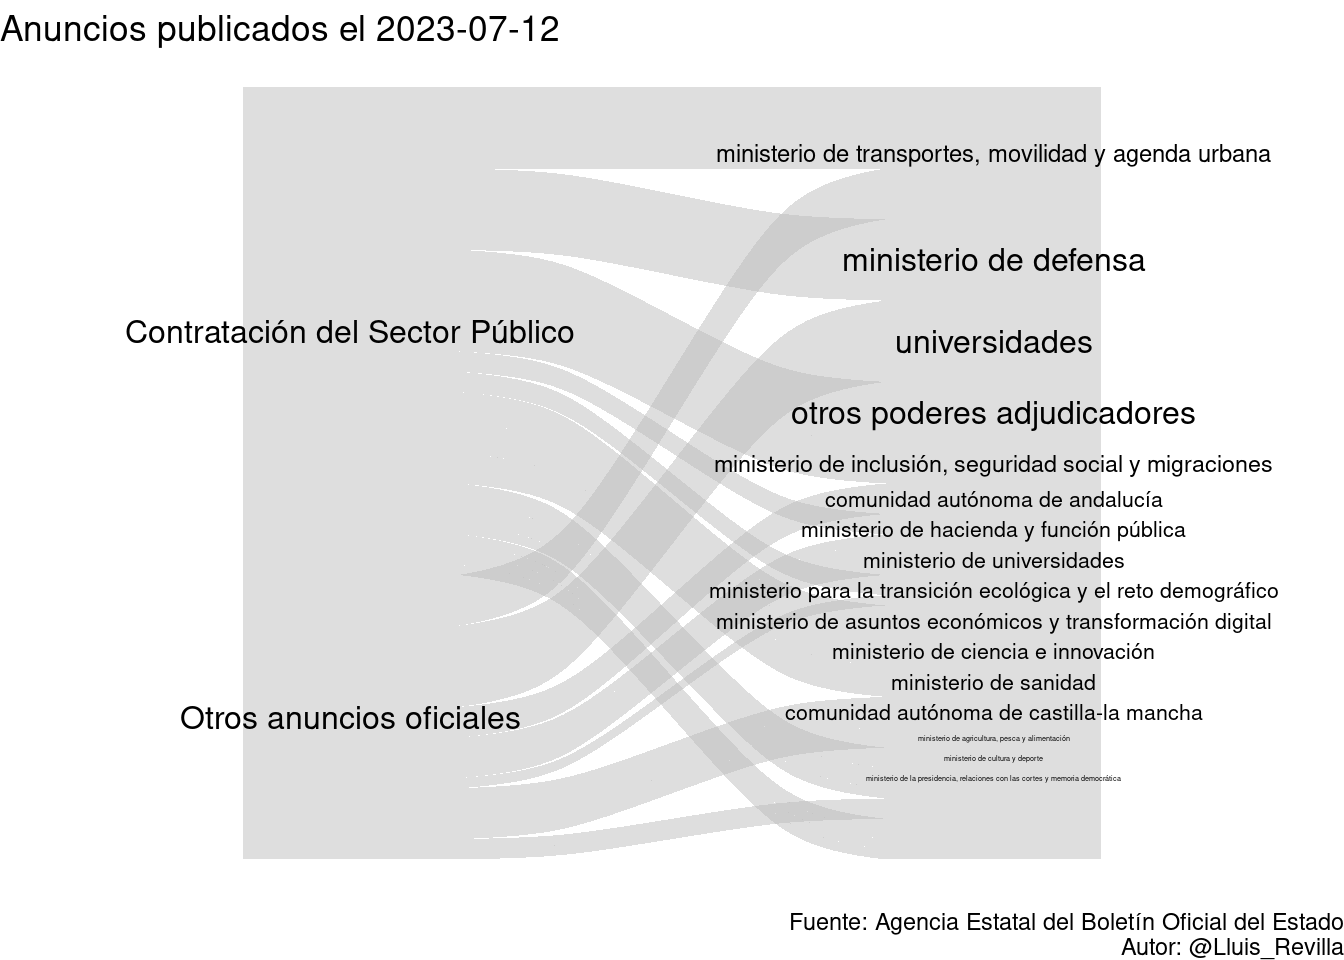 Anuncios publicados el 2023-07-12
ministerio de transportes, movilidad y agenda urbana
ministerio de defensa
Contratación del Sector Público
universidades
otros poderes adjudicadores
ministerio de inclusión, seguridad social y migraciones
comunidad autónoma de andalucía
ministerio de hacienda y función pública
ministerio de universidades
ministerio para la transición ecológica y el reto demográfico
ministerio de asuntos económicos y transformación digital
ministerio de ciencia e innovación
ministerio de sanidad
Otros anuncios oficiales
comunidad autónoma de castilla-la mancha
ministerio de agricultura, pesca y alimentación
ministerio de cultura y deporte
ministerio de la presidencia, relaciones con las cortes y memoria democrática
Fuente: Agencia Estatal del Boletín Oficial del Estado
Autor: @Lluis_Revilla